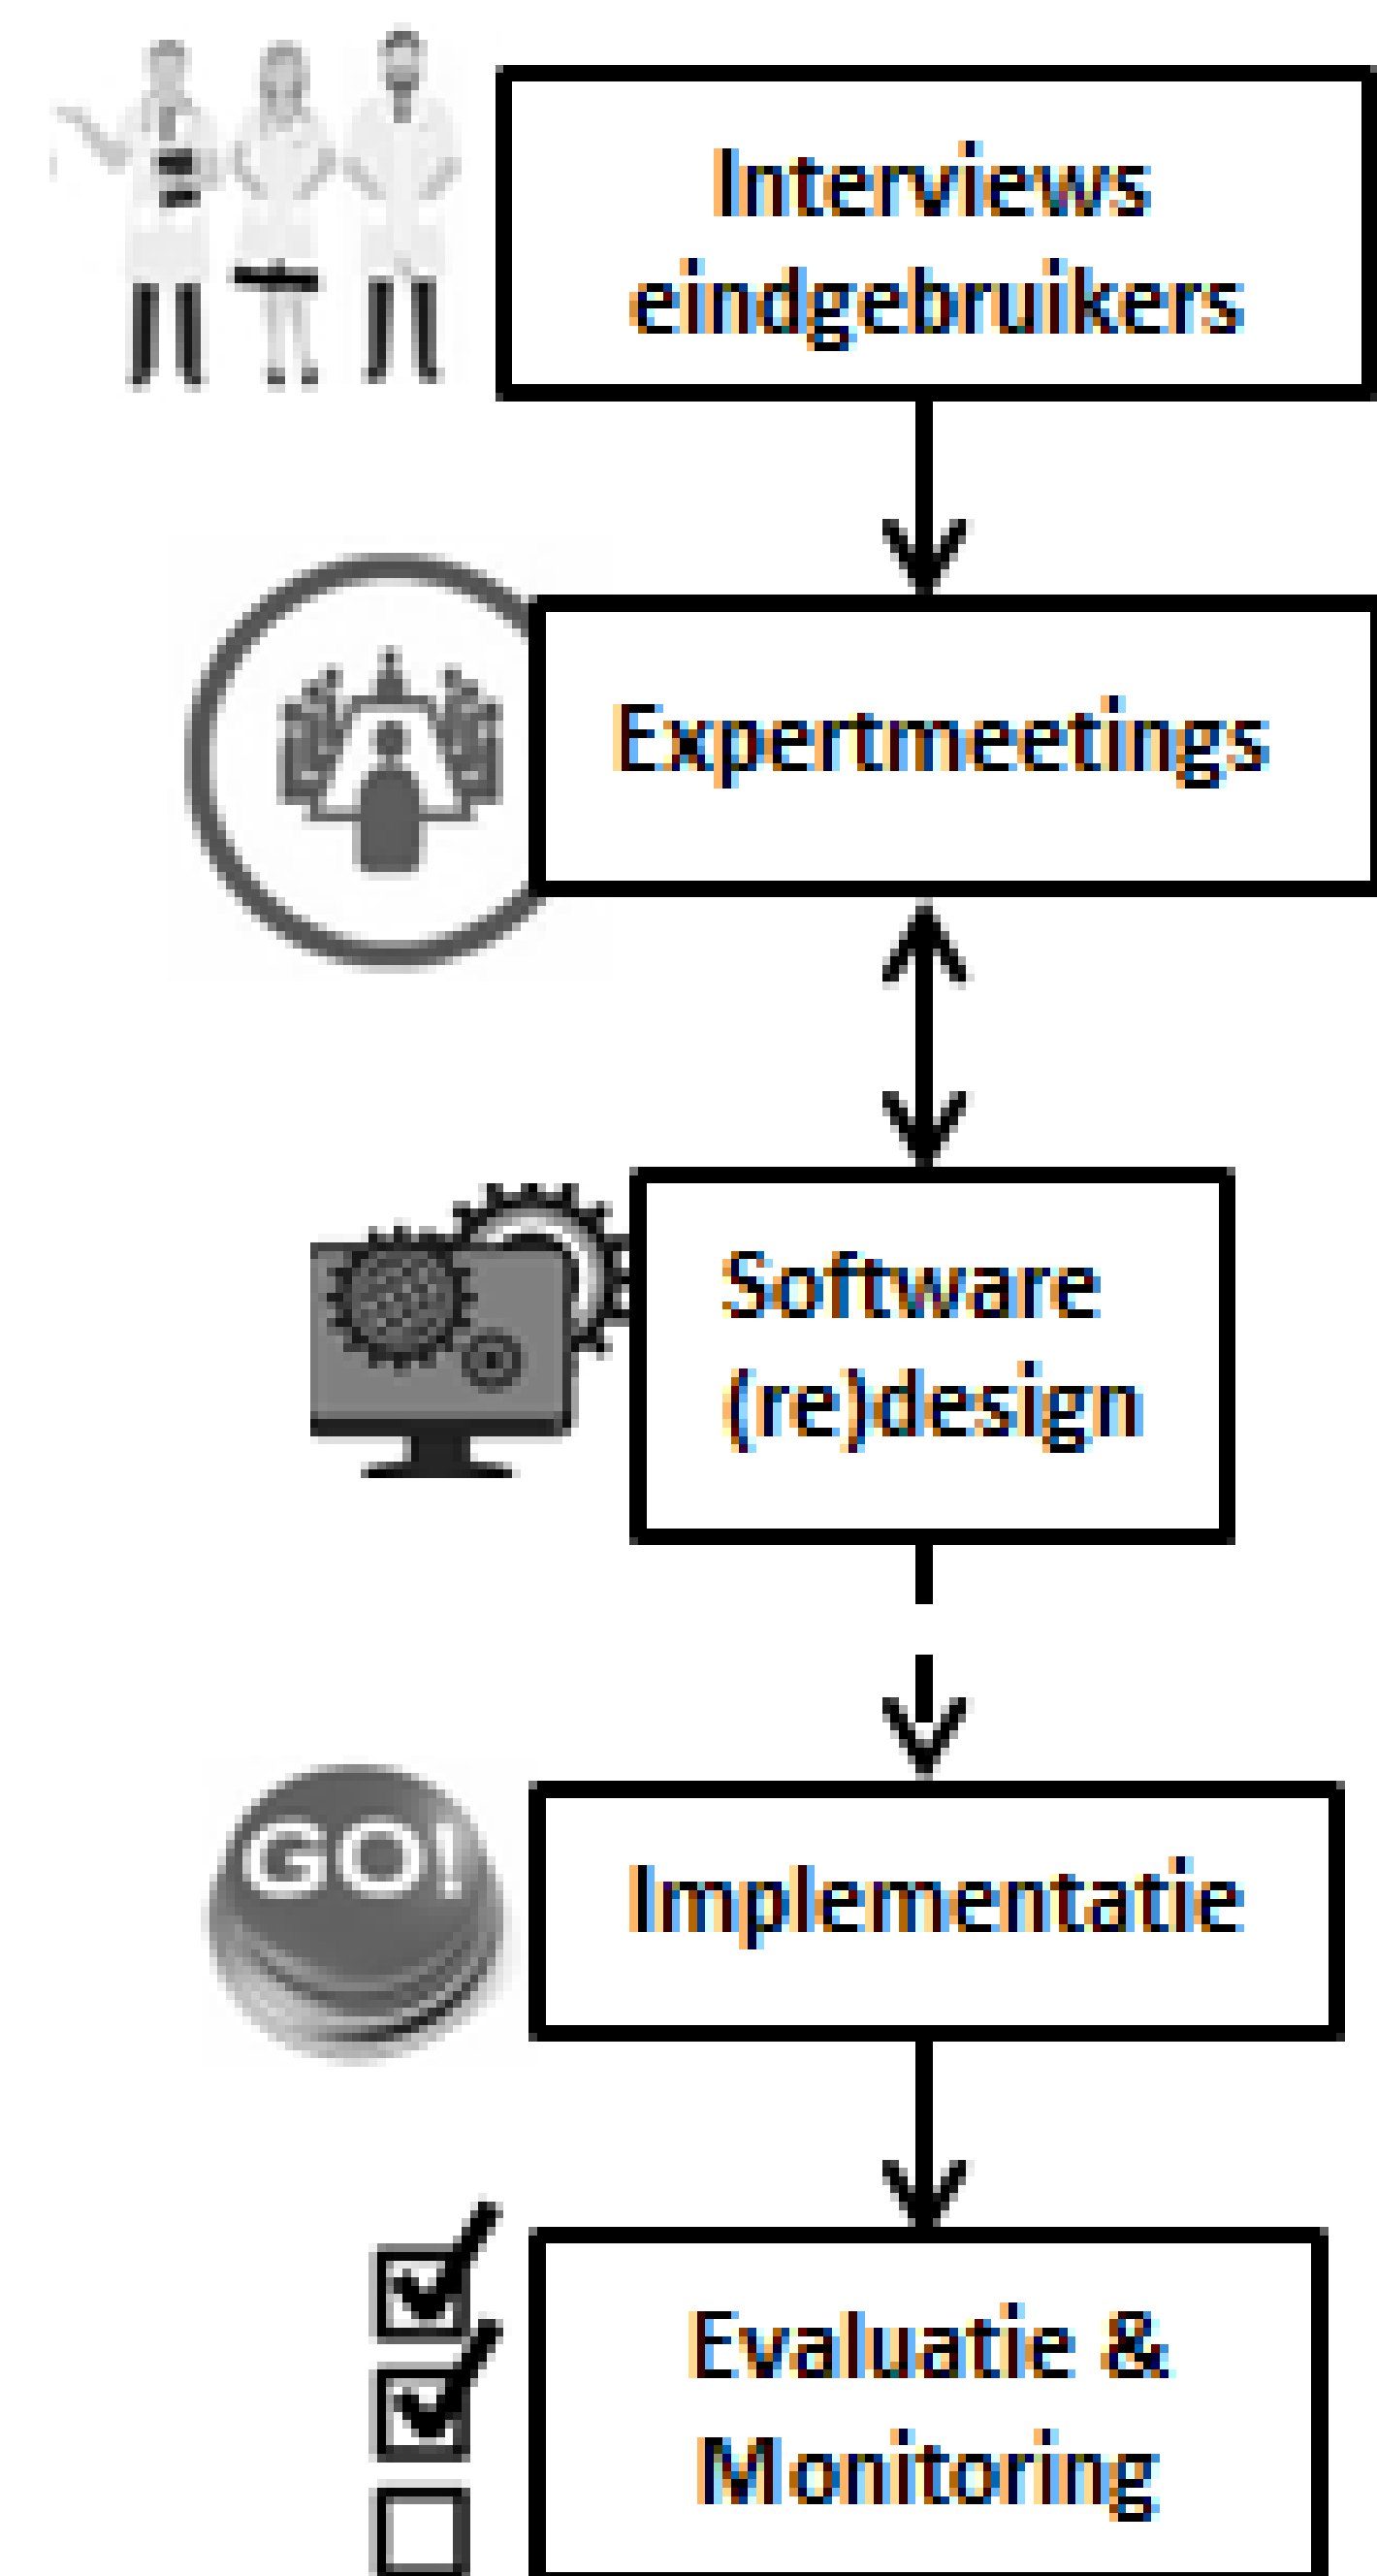 Interviews
eindgebruikers
Expertmeetings
Software
(re)design
GO!
Implementatie
Evaluatie &
Monitoring